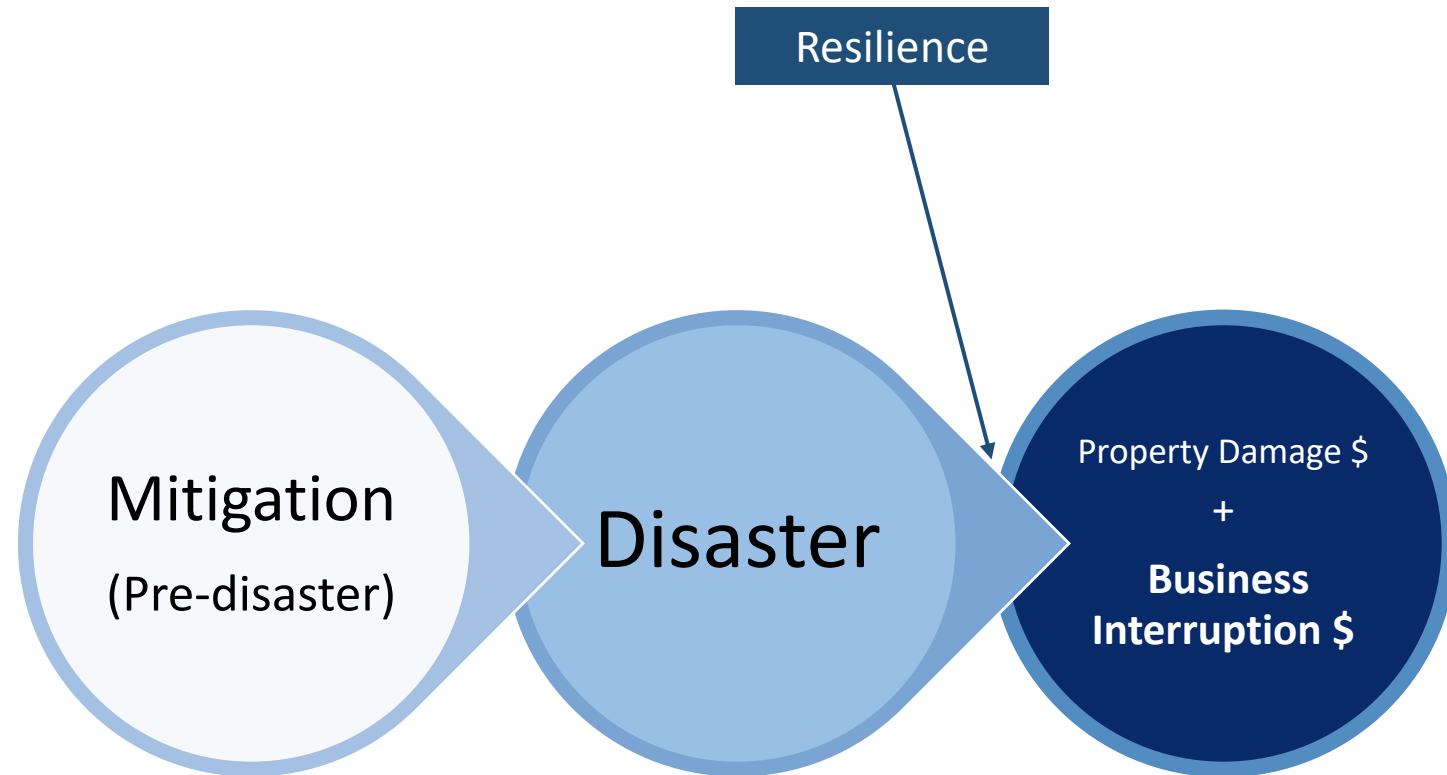 Resilience
Mitigation
(Pre-disaster)
Disaster
Property Damage $
+
Business
Interruption $